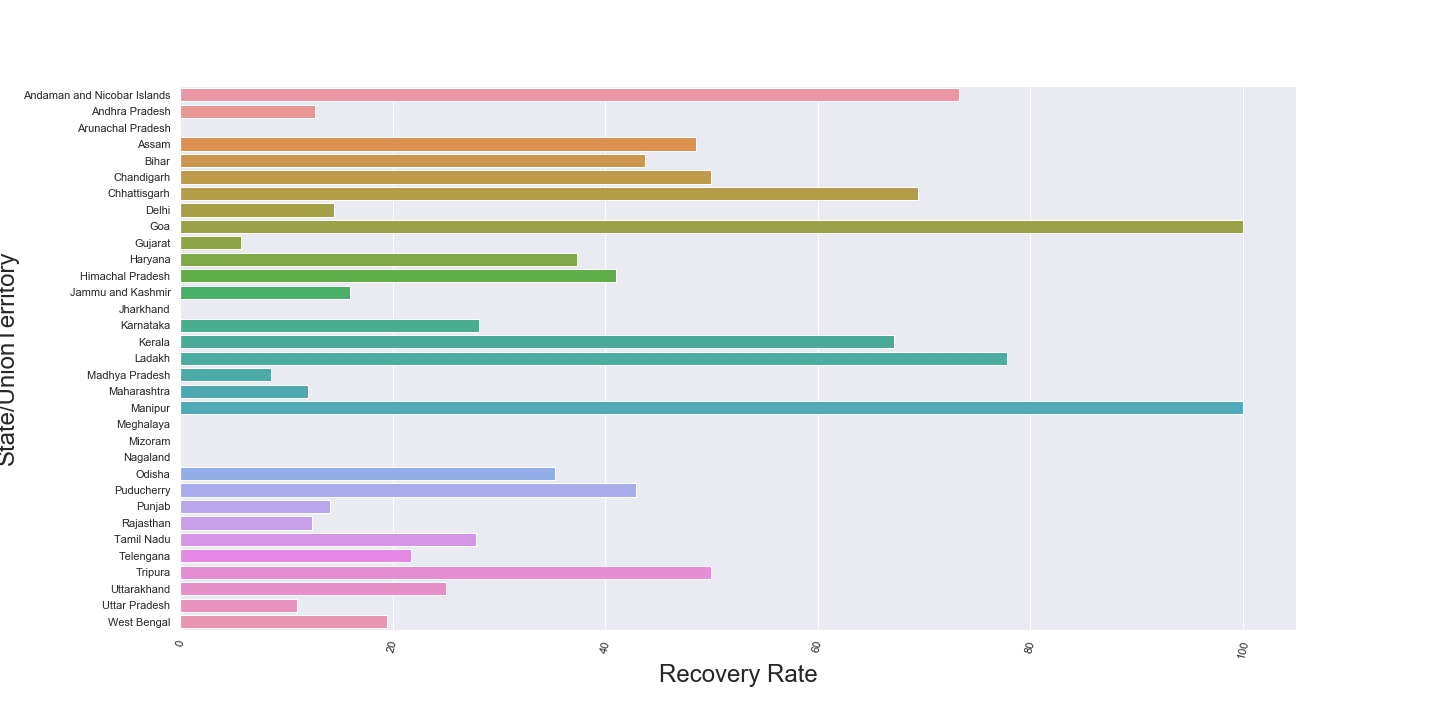 Andaman and Nicobar Islands
Andhra Pradesh
Arunachal Pradesh
Assam
Bihar
Chandigarh
Chhattisgarh
Delhi
Goa
Gujarat
Haryana
Himachal Pradesh
Jammu and Kashmir
Jharkhand
Karnataka
Kerala
Ladakh
Madhya Pradesh
Maharashtra
Manipur
Meghalaya
Mizoram
Nagaland
Odisha
Puducherry
Punjab
Rajasthan
Tamil Nadu
Telengana
Tripura
Uttarakhand
Uttar Pradesh
West Bengal
State/UnionTerritory
0 20 40 60 80 100
Recovery Rate